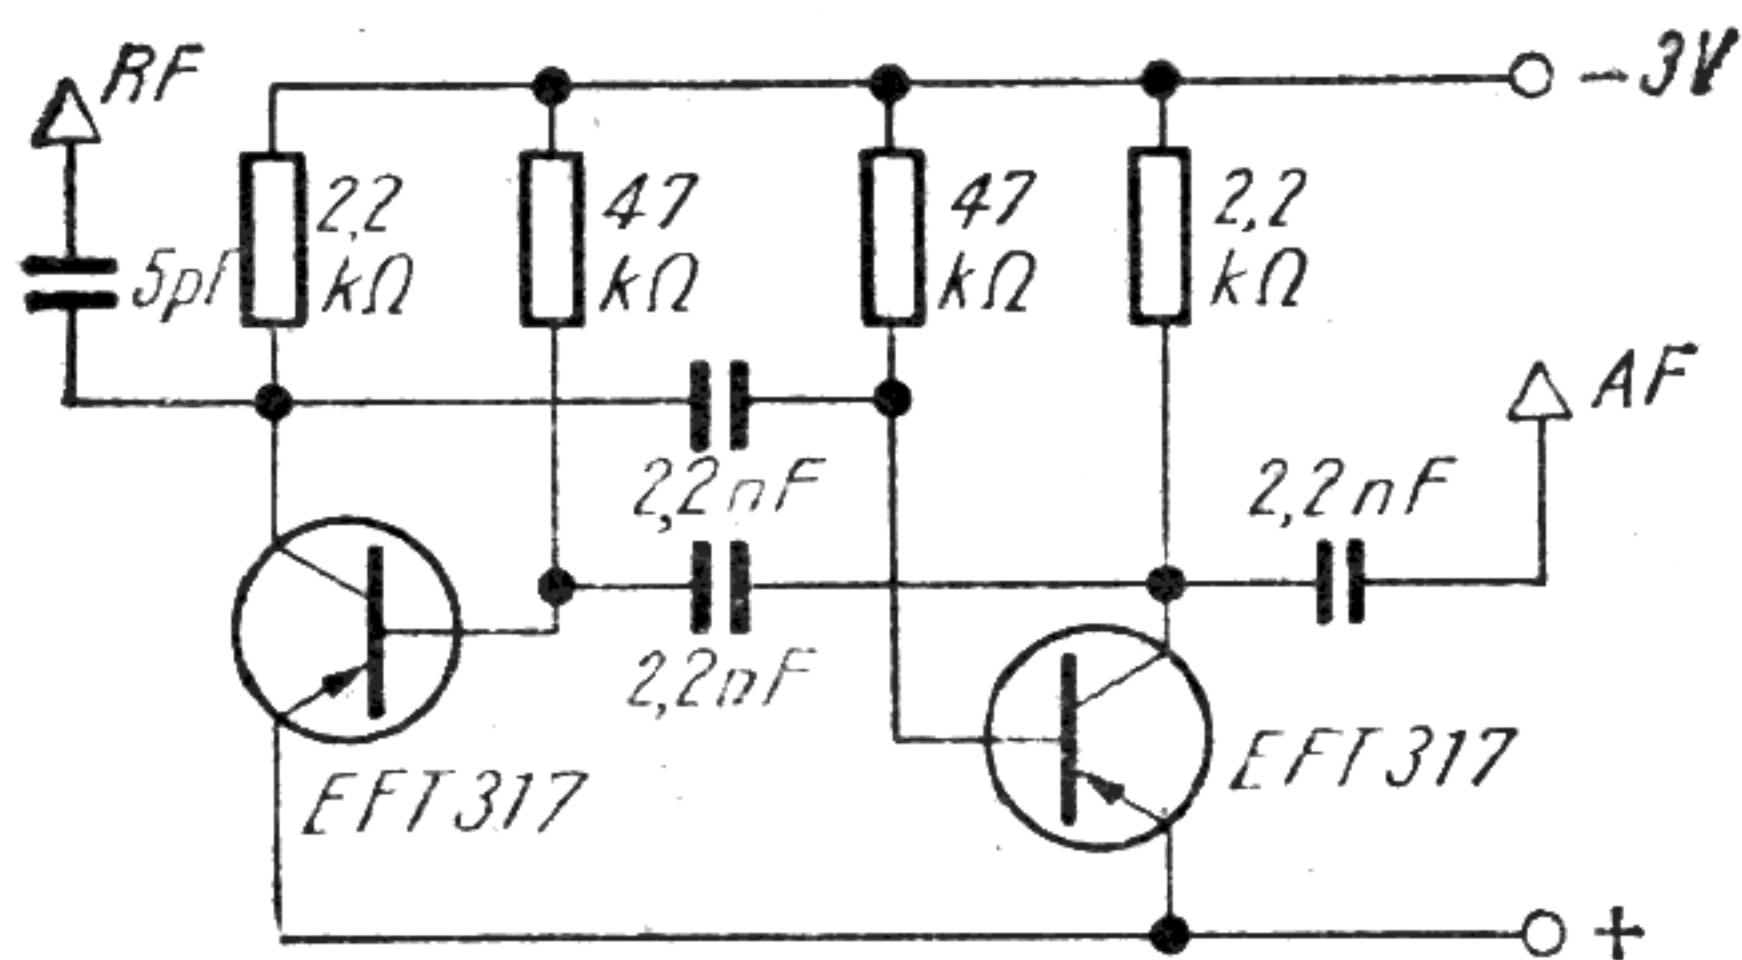 RF
-3V
2,2
kΩ
47
kΩ
47
kΩ
2,2
kΩ
5pF
AF
2,2nF
2,2nF
2,2nF
EFT317
EFT317
+